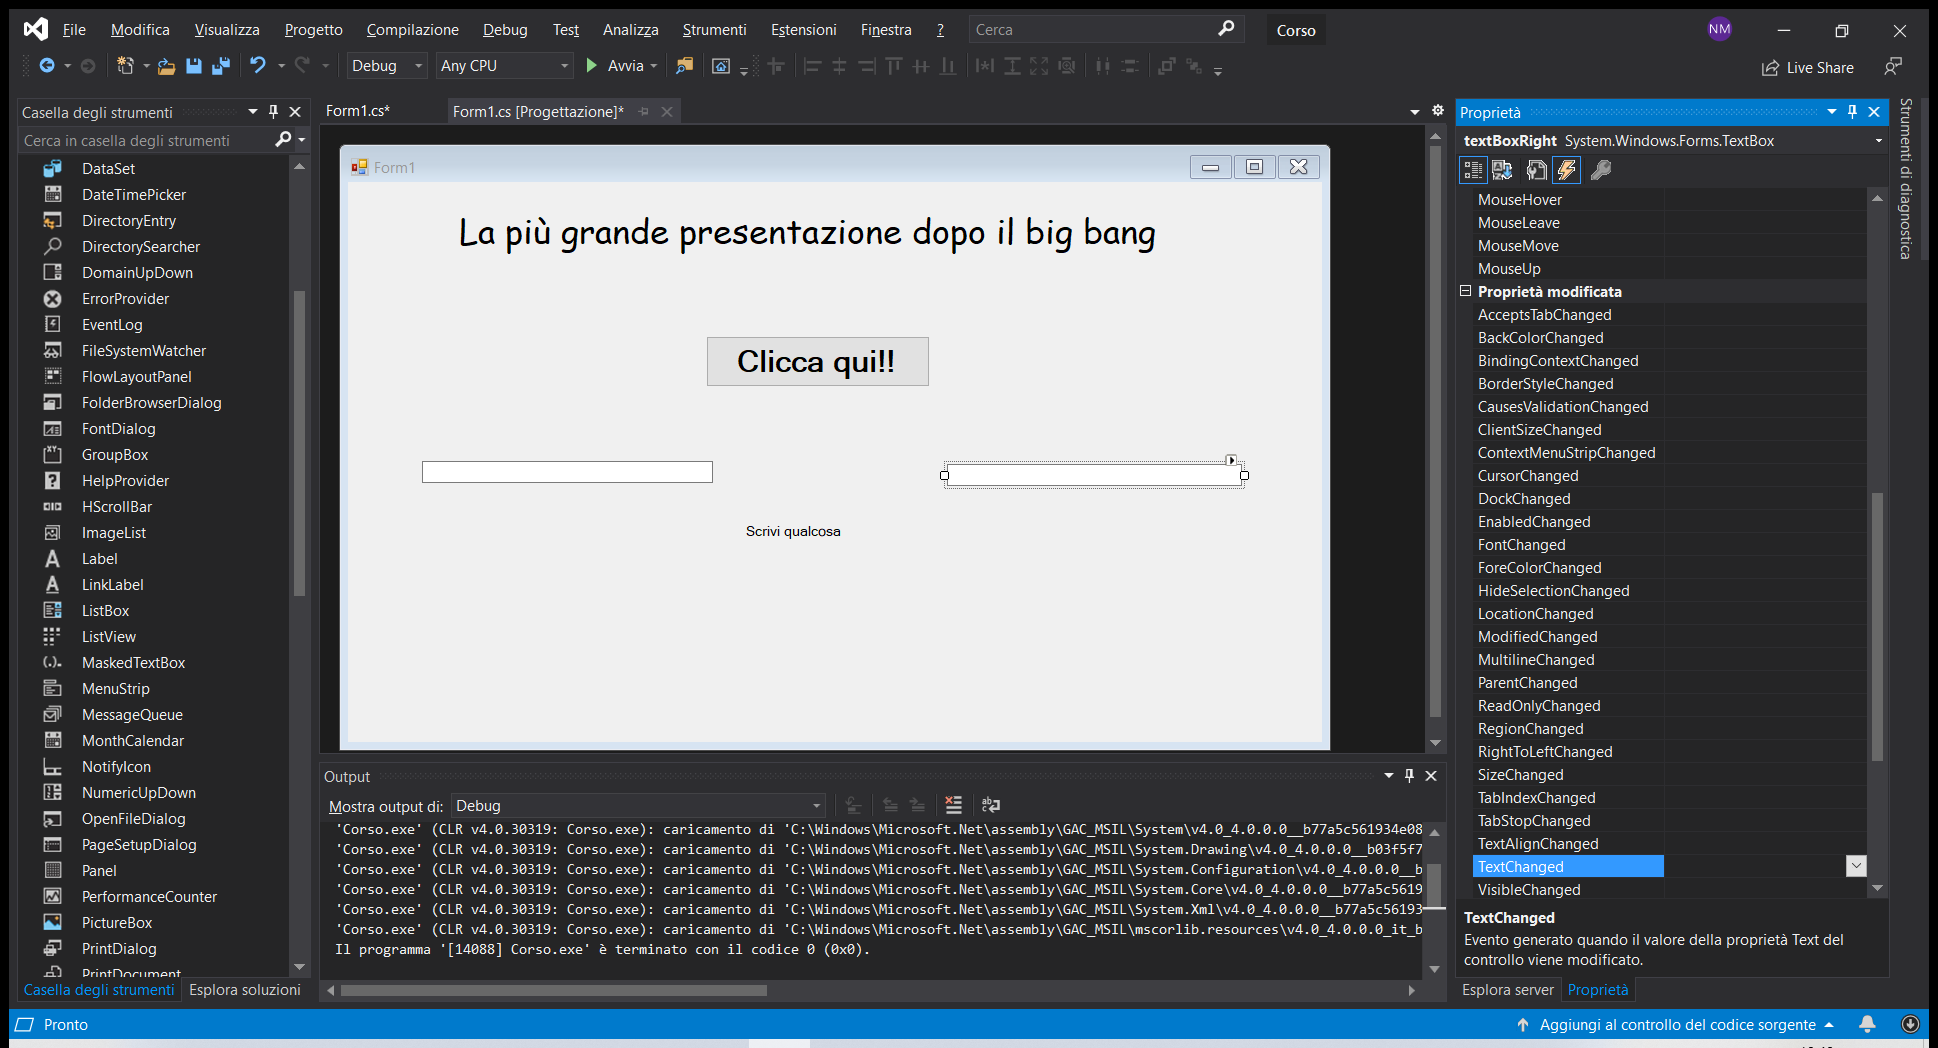 File Modifica Visualizza Progetto Compilazione Debug Test Analizza Strumenti Estensioni Finestra ? Cerca Corso NM
Debug Any CPU Avvia Live Share
Casella degli strumenti
Cerca in casella degli strumenti
DataSet
DateTimePicker
DirectoryEntry
DirectorySearcher
DomainUpDown
ErrorProvider
EventLog
FileSystemWatcher
FlowLayoutPanel
FolderBrowserDialog
FontDialog
GroupBox
HelpProvider
HScrollBar
ImageList
Label
LinkLabel
ListBox
ListView
MaskedTextBox
MenuStrip
MessageQueue
MonthCalendar
NotifyIcon
NumericUpDown
OpenFileDialog
PageSetupDialog
Panel
PerformanceCounter
PictureBox
PrintDialog
PrintDocument
Casella degli strumenti Esplora soluzioni
Form1.cs* Form1.cs [Progettazione]*
Form1
La più grande presentazione dopo il big bang
Clicca qui!!
Scrivi qualcosa
Output
Mostra output di: Debug
'Corso.exe' (CLR v4.0.30319: Corso.exe): caricamento di 'C:\Windows\Microsoft.Net\assembly\GAC_MSIL\System\v4.0_4.0.0.0__b77a5c561934e08
'Corso.exe' (CLR v4.0.30319: Corso.exe): caricamento di 'C:\Windows\Microsoft.Net\assembly\GAC_MSIL\System.Drawing\v4.0_4.0.0.0__b03f5f7
'Corso.exe' (CLR v4.0.30319: Corso.exe): caricamento di 'C:\Windows\Microsoft.Net\assembly\GAC_MSIL\System.Configuration\v4.0_4.0.0.0__b
'Corso.exe' (CLR v4.0.30319: Corso.exe): caricamento di 'C:\Windows\Microsoft.Net\assembly\GAC_MSIL\System.Core\v4.0_4.0.0.0__b77a5c5619
'Corso.exe' (CLR v4.0.30319: Corso.exe): caricamento di 'C:\Windows\Microsoft.Net\assembly\GAC_MSIL\System.Xml\v4.0_4.0.0.0__b77a5c56193
'Corso.exe' (CLR v4.0.30319: Corso.exe): caricamento di 'C:\Windows\Microsoft.Net\assembly\GAC_MSIL\mscorlib.resources\v4.0_4.0.0.0_it_b
Il programma '[14088] Corso.exe' è terminato con il codice 0 (0x0).
Proprietà
textBoxRight System.Windows.Forms.TextBox
MouseHover
MouseLeave
MouseMove
MouseUp
Proprietà modificata
AcceptsTabChanged
BackColorChanged
BindingContextChanged
BorderStyleChanged
CausesValidationChanged
ClientSizeChanged
ContextMenuStripChanged
CursorChanged
DockChanged
EnabledChanged
FontChanged
ForeColorChanged
HideSelectionChanged
LocationChanged
ModifiedChanged
MultilineChanged
ParentChanged
ReadOnlyChanged
RegionChanged
RightToLeftChanged
SizeChanged
TabIndexChanged
TabStopChanged
TextAlignChanged
TextChanged
VisibleChanged
TextChanged
Evento generato quando il valore della proprietà Text del
controllo viene modificato.
Esplora server Proprietà
Strumenti di diagnostica
Pronto Aggiungi al controllo del codice sorgente